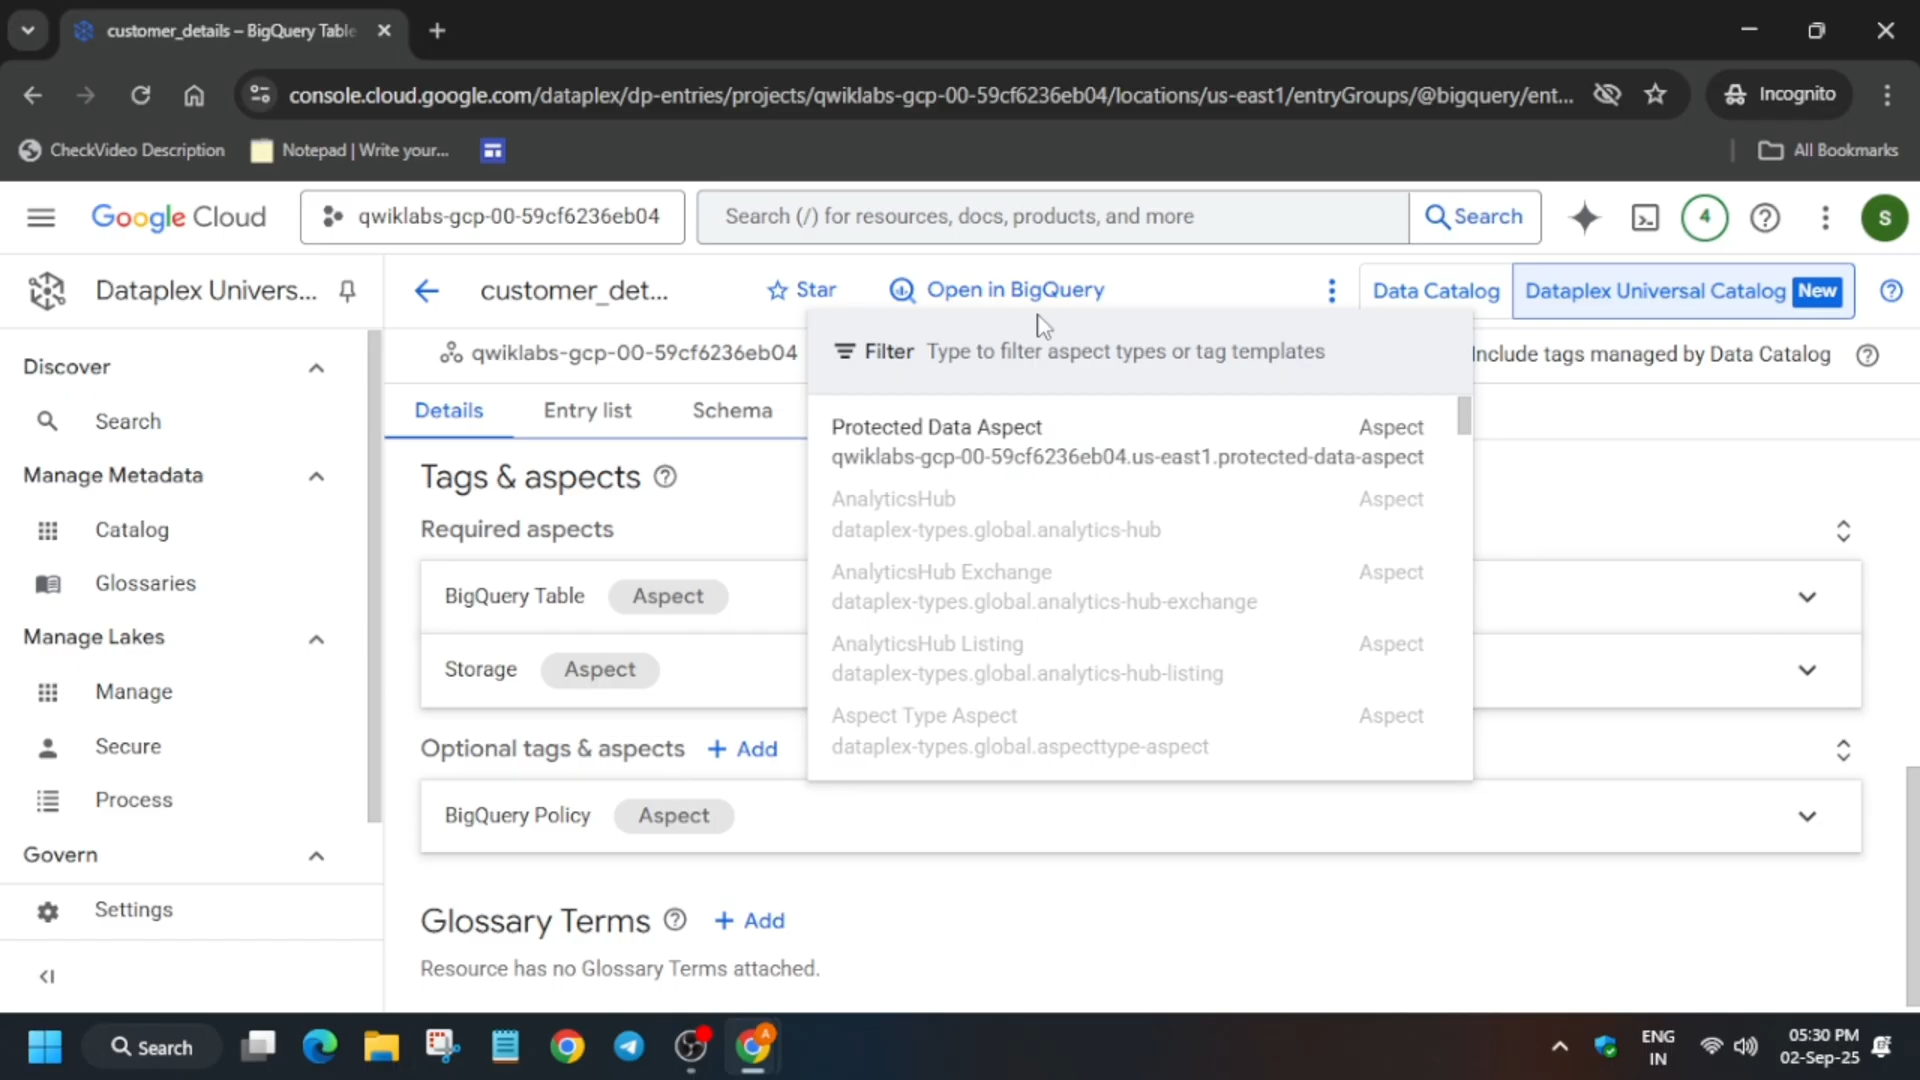 customer_details – BigQuery Table
console.cloud.google.com/dataplex/dp-entries/projects/qwiklabs-gcp-00-59cf6236eb04/locations/us-east1/entryGroups/@bigquery/ent...
Incognito
CheckVideo Description
Notepad | Write your...
All Bookmarks
Google Cloud
qwiklabs-gcp-00-59cf6236eb04
Search (/) for resources, docs, products, and more
Search
4
S
Dataplex Univers...
customer_det...
Star
Open in BigQuery
Data Catalog
Dataplex Universal Catalog New
qwiklabs-gcp-00-59cf6236eb04
Include tags managed by Data Catalog
Discover
Search
Manage Metadata
Catalog
Glossaries
Manage Lakes
Manage
Secure
Process
Govern
Settings
Details
Entry list
Schema
Tags & aspects
Required aspects
BigQuery Table Aspect
Storage Aspect
Optional tags & aspects + Add
BigQuery Policy Aspect
Glossary Terms + Add
Resource has no Glossary Terms attached.
Filter Type to filter aspect types or tag templates
Protected Data Aspect Aspect
qwiklabs-gcp-00-59cf6236eb04.us-east1.protected-data-aspect
AnalyticsHub Aspect
dataplex-types.global.analytics-hub
AnalyticsHub Exchange Aspect
dataplex-types.global.analytics-hub-exchange
AnalyticsHub Listing Aspect
dataplex-types.global.analytics-hub-listing
Aspect Type Aspect Aspect
dataplex-types.global.aspecttype-aspect
Search
A
ENG
IN
05:30 PM
02-Sep-25